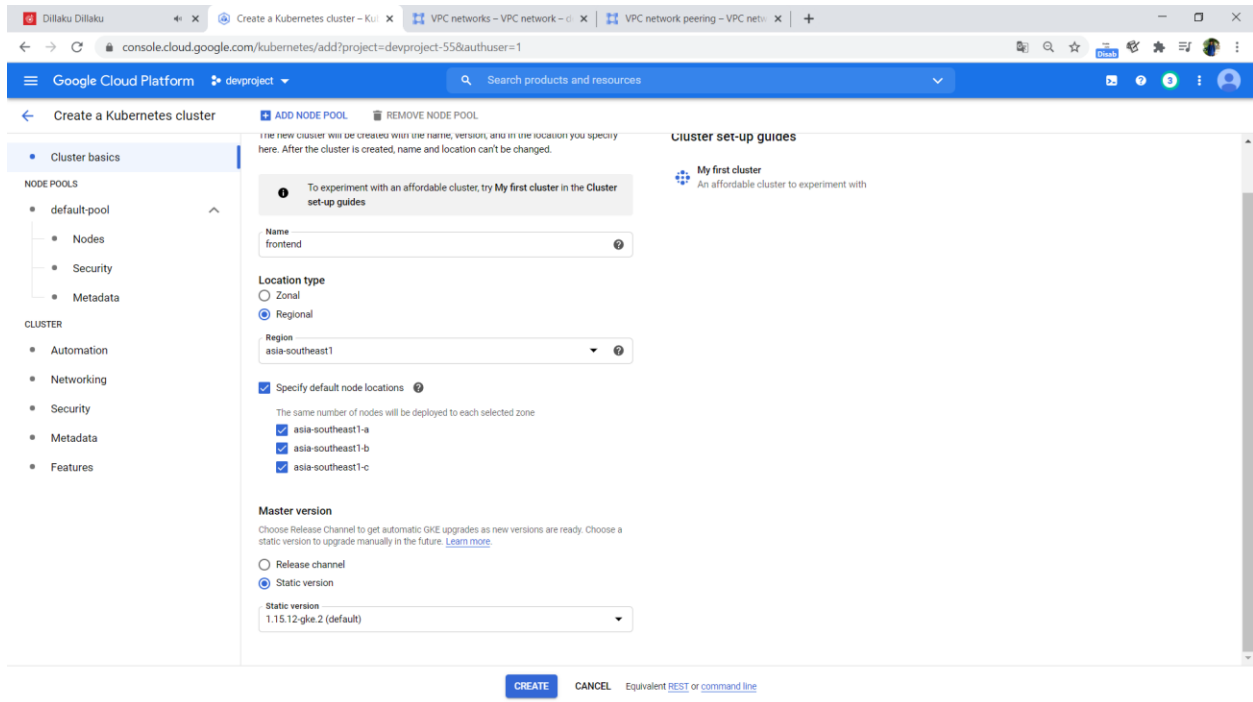 Dillaku Dillaku
Create a Kubernetes cluster – Ku
VPC networks – VPC network – d
VPC network peering – VPC netw
console.cloud.google.com/kubernetes/add?project=devproject-55&authuser=1
Disab
Google Cloud Platform
devproject
Search products and resources
3
Create a Kubernetes cluster
ADD NODE POOL
REMOVE NODE POOL
Cluster basics
NODE POOLS
default-pool
Nodes
Security
Metadata
CLUSTER
Automation
Networking
Security
Metadata
Features
The new cluster will be created with the name, version, and in the location you specify
here. After the cluster is created, name and location can't be changed.
To experiment with an affordable cluster, try My first cluster in the Cluster
set-up guides
Name
frontend
Location type
Zonal
Regional
Region
asia-southeast1
Specify default node locations
The same number of nodes will be deployed to each selected zone
asia-southeast1-a
asia-southeast1-b
asia-southeast1-c
Master version
Choose Release Channel to get automatic GKE upgrades as new versions are ready. Choose a
static version to upgrade manually in the future. Learn more.
Release channel
Static version
Static version
1.15.12-gke.2 (default)
Cluster set-up guides
My first cluster
An affordable cluster to experiment with
CREATE
CANCEL
Equivalent REST or command line